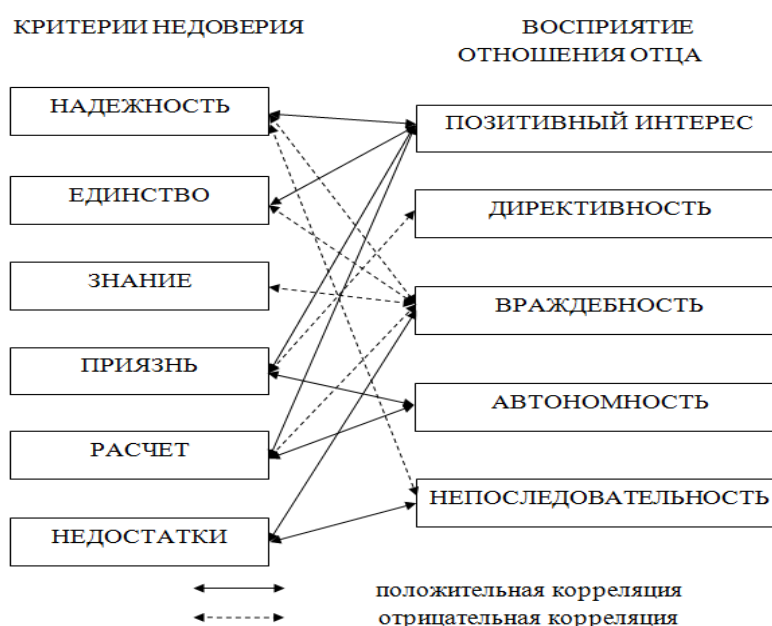 КРИТЕРИИ НЕДОВЕРИЯ
ВОСПРИЯТИЕ
ОТНОШЕНИЯ ОТЦА
НАДЕЖНОСТЬ
ПОЗИТИВНЫЙ ИНТЕРЕС
ЕДИНСТВО
ДИРЕКТИВНОСТЬ
ЗНАНИЕ
ВРАЖДЕБНОСТЬ
ПРИЯЗНЬ
АВТОНОМНОСТЬ
РАСЧЕТ
НЕПОСЛЕДОВАТЕЛЬНОСТЬ
НЕДОСТАТКИ
положительная корреляция
отрицательная корреляция